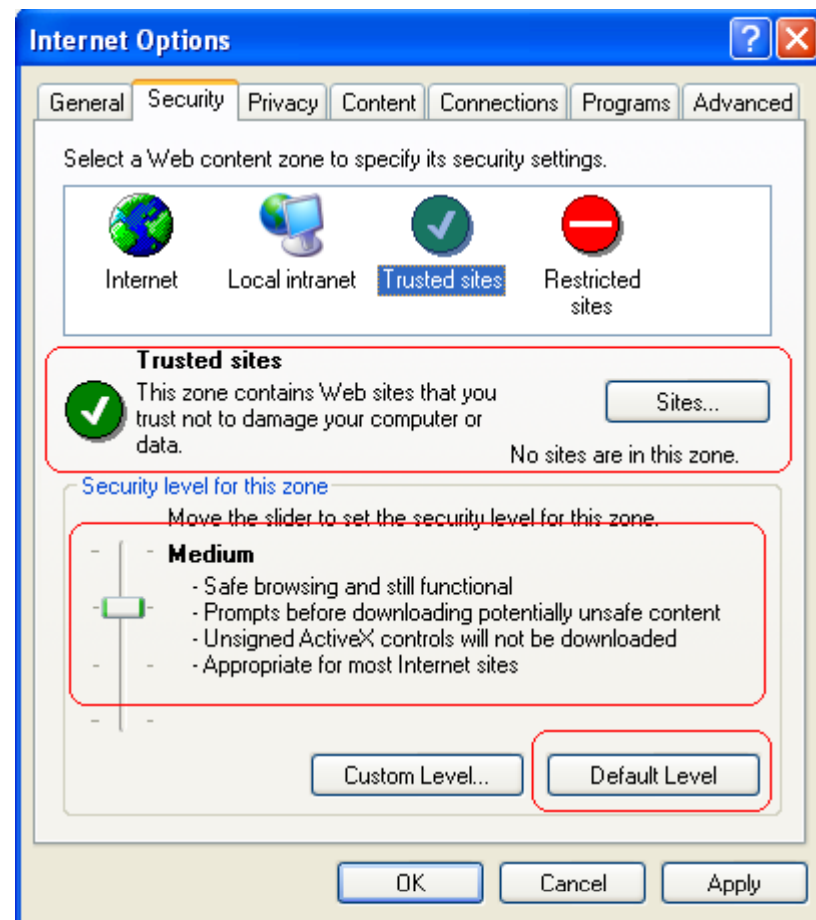 Internet Options
General Security Privacy Content Connections Programs Advanced
Select a Web content zone to specify its security settings.
Internet Local intranet Trusted sites Restricted
sites
Trusted sites
This zone contains Web sites that you
trust not to damage your computer or
data.
Sites...
No sites are in this zone.
Security level for this zone
Move the slider to set the security level for this zone.
Medium
- Safe browsing and still functional
- Prompts before downloading potentially unsafe content
- Unsigned ActiveX controls will not be downloaded
- Appropriate for most Internet sites
Custom Level... Default Level
OK Cancel Apply